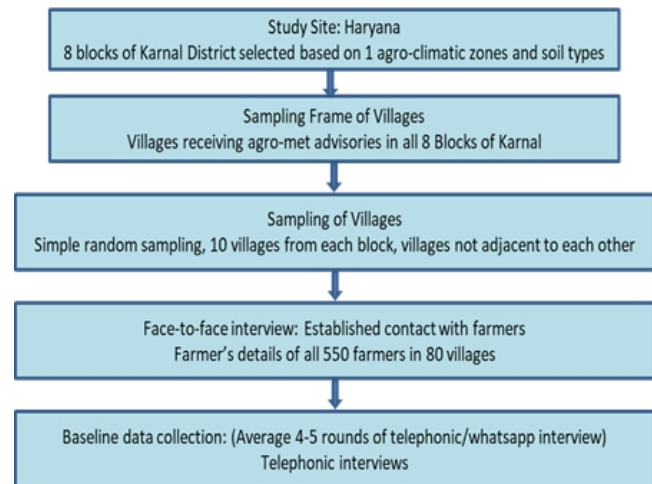 Study Site: Haryana
8 blocks of Karnal District selected based on 1 agro-climatic zones and soil types
Sampling Frame of Villages
Villages receiving agro-met advisories in all 8 Blocks of Karnal
Sampling of Villages
Simple random sampling, 10 villages from each block, villages not adjacent to each other
Face-to-face interview: Established contact with farmers
Farmer's details of all 550 farmers in 80 villages
Baseline data collection: (Average 4-5 rounds of telephonic/whatsapp interview)
Telephonic interviews